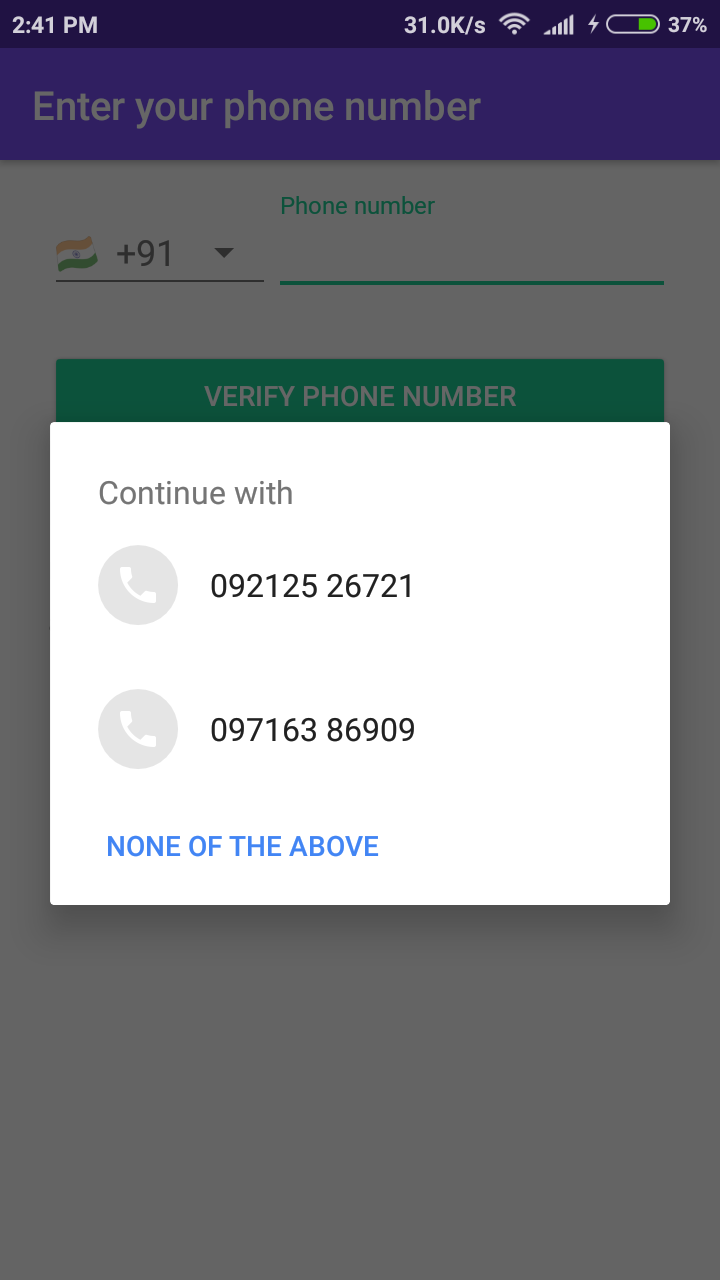 2:41 PM 31.0K/s 37%
Enter your phone number
Phone number
+91
VERIFY PHONE NUMBER
Continue with
092125 26721
097163 86909
NONE OF THE ABOVE